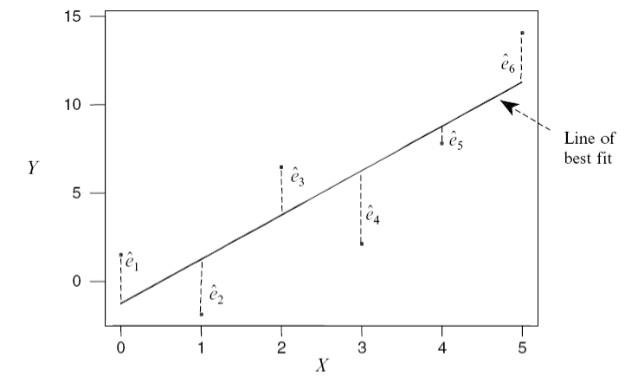 15
10
5
0
Y
ê1
ê2
ê3
ê4
ê5
ê6
Line of
best fit
0 1 2 3 4 5
X